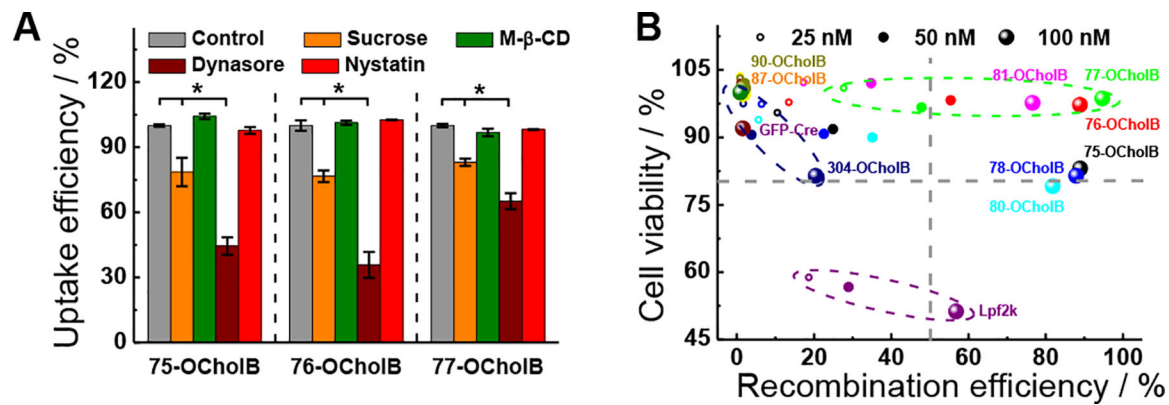 A
Control
Sucrose
M-β-CD
Dynasore
Nystatin
Uptake efficiency / %
120
90
60
30
0
*
*
*
75-OCholB
76-OCholB
77-OCholB
B
25 nM
50 nM
100 nM
Cell viability / %
105
90
75
60
45
90-OCholB
87-OCholB
81-OCholB
77-OCholB
76-OCholB
GFP-Cre
75-OCholB
304-OCholB
78-OCholB
80-OCholB
Lpf2k
0
20
40
60
80
100
Recombination efficiency / %